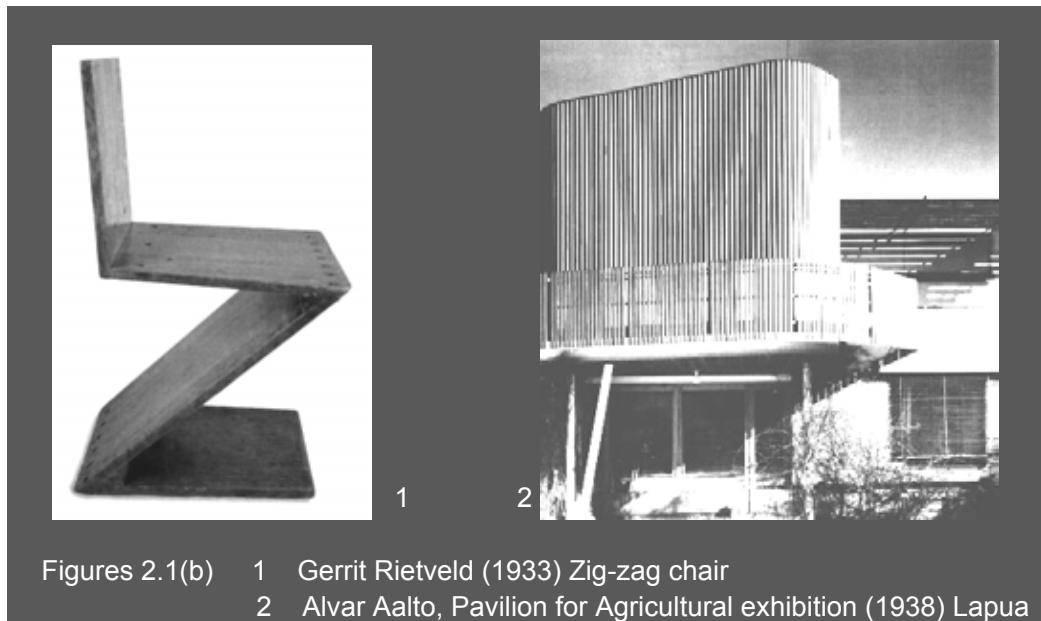 1 2
Figures 2.1(b) 1 Gerrit Rietveld (1933) Zig-zag chair
2 Alvar Aalto, Pavilion for Agricultural exhibition (1938) Lapua